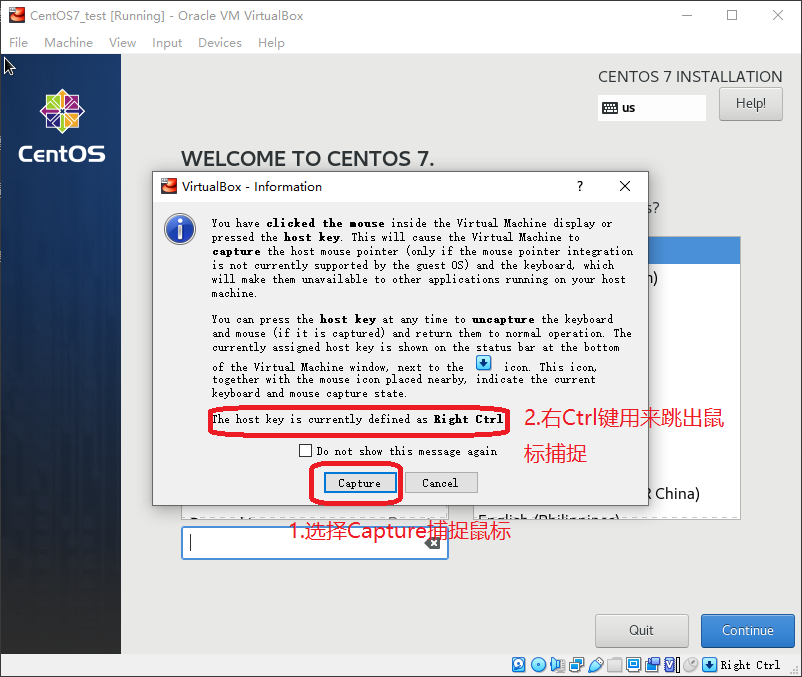 CentOS7_test [Running] - Oracle VM VirtualBox
File Machine View Input Devices Help
CentOS
CENTOS 7 INSTALLATION
us
Help!
WELCOME TO CENTOS 7.
s?
VirtualBox - Information
?
You have clicked the mouse inside the Virtual Machine display or
pressed the host key. This will cause the Virtual Machine to
capture the host mouse pointer (only if the mouse pointer integration
is not currently supported by the guest OS) and the keyboard, which
will make them unavailable to other applications running on your host
machine.
You can press the host key at any time to uncapture the keyboard
and mouse (if it is captured) and return them to normal operation. The
currently assigned host key is shown on the status bar at the bottom
of the Virtual Machine window, next to the icon. This icon,
together with the mouse icon placed nearby, indicate the current
keyboard and mouse capture state.
The host key is currently defined as Right Ctrl
2.右Ctrl键用来跳出鼠
标捕捉
Do not show this message again
Capture
Cancel
R China)
English (Philippines)
1.选择Capture捕捉鼠标
Quit
Continue
Right Ctrl